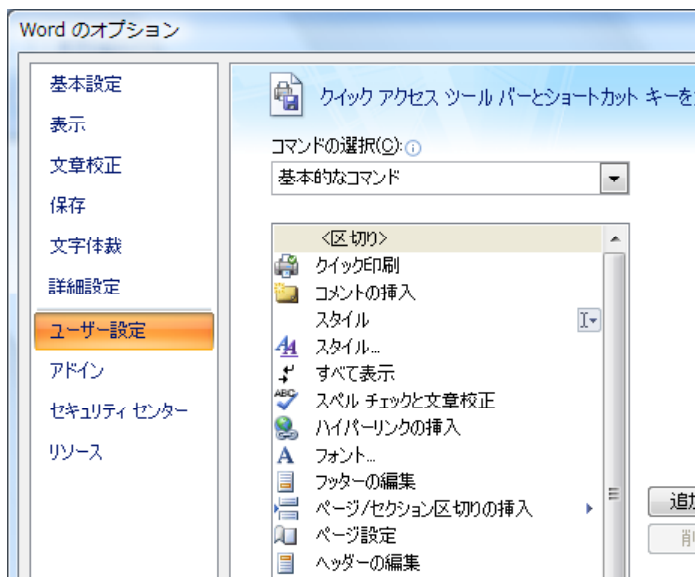 Word のオプション
基本設定
表示
文章校正
保存
文字体裁
詳細設定
ユーザー設定
アドイン
セキュリティ センター
リソース
クイック アクセス ツール バーとショートカット キーを
コマンドの選択(C):
基本的なコマンド
<区切り>
クイック印刷
コメントの挿入
スタイル
スタイル...
すべて表示
スペル チェックと文章校正
ハイパーリンクの挿入
フォント...
フッターの編集
ページ/セクション区切りの挿入
ページ設定
ヘッダーの編集
追加